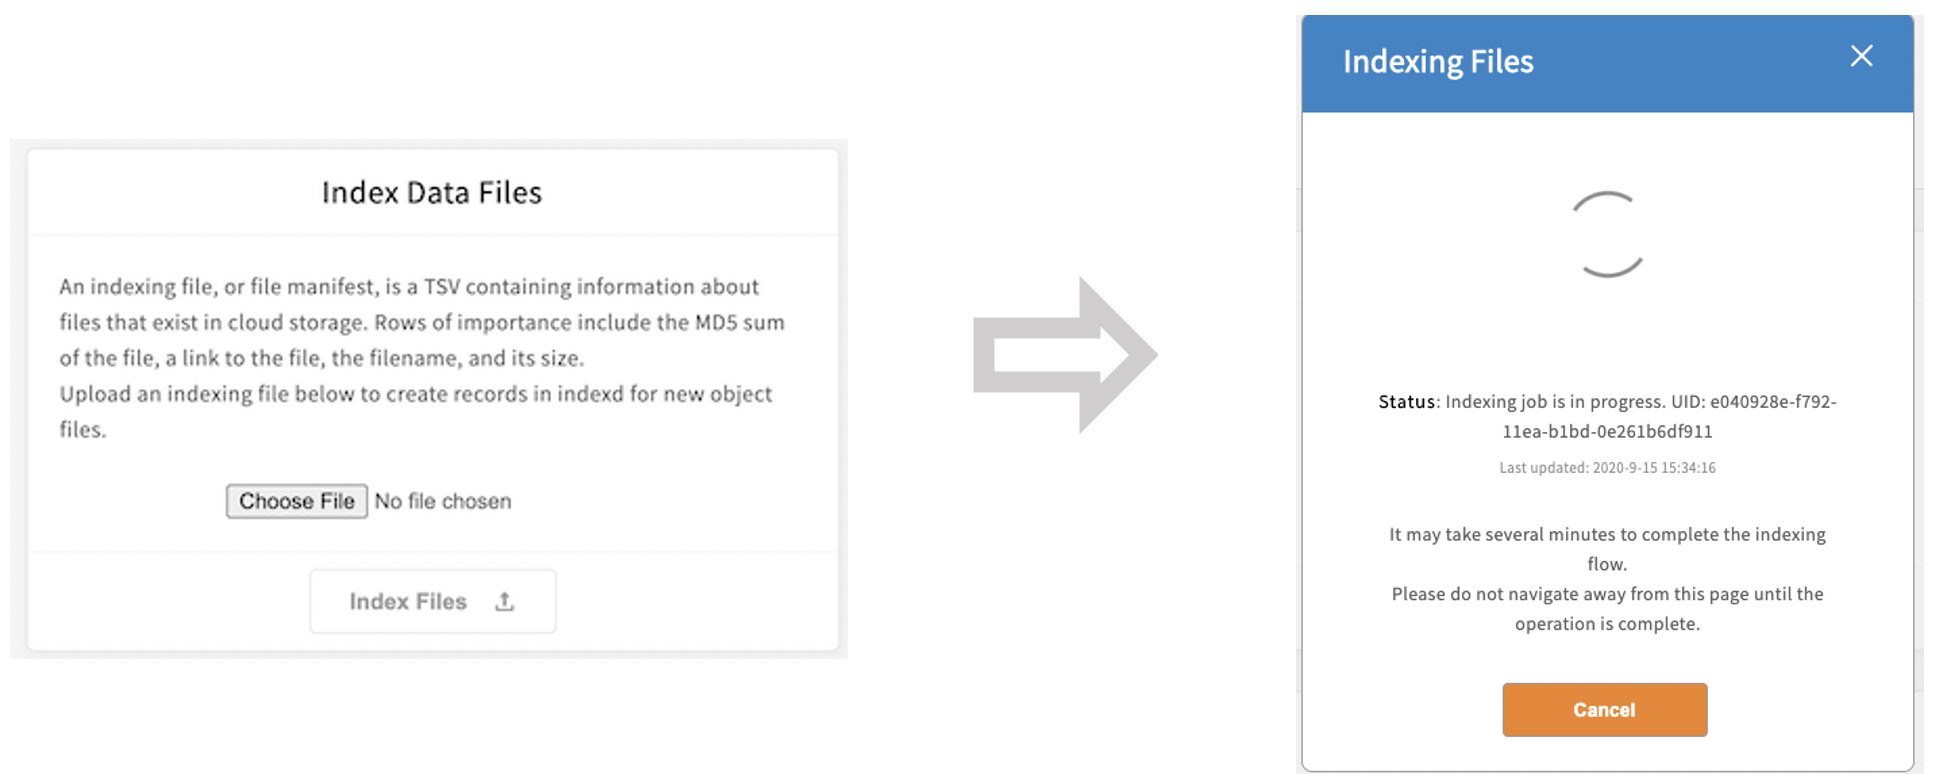 Index Data Files
An indexing file, or file manifest, is a TSV containing information about
files that exist in cloud storage. Rows of importance include the MD5 sum
of the file, a link to the file, the filename, and its size.
Upload an indexing file below to create records in indexd for new object
files.
Choose File No file chosen
Index Files
Indexing Files
Status: Indexing job is in progress. UID: e040928e-f792-
11ea-b1bd-0e261b6df911
Last updated: 2020-9-15 15:34:16
It may take several minutes to complete the indexing
flow.
Please do not navigate away from this page until the
operation is complete.
Cancel